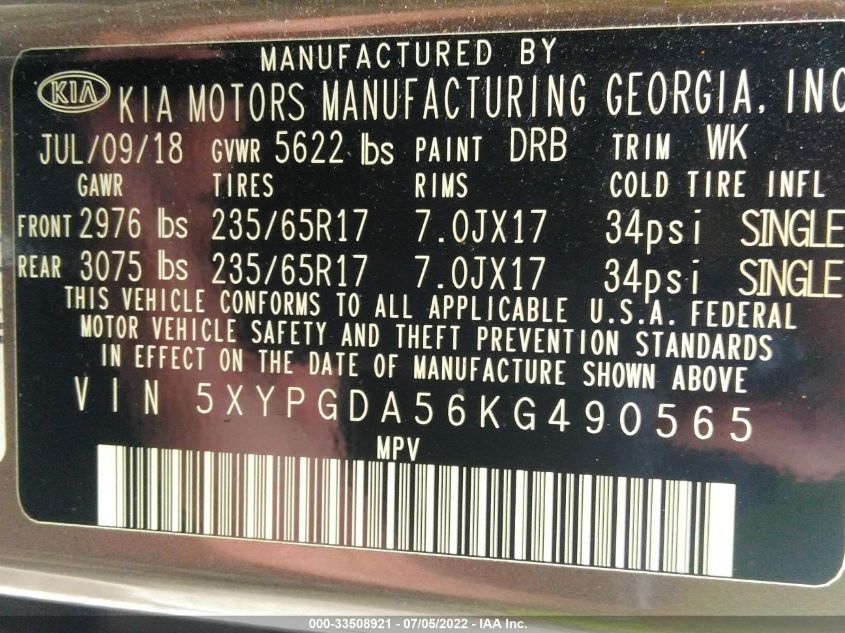 MANUFACTURED BY
KIA KIA MOTORS MANUFACTURING GEORGIA, INC
JUL/09/18 GVWR 5622 lbs PAINT DRB TRIM WK
GAWR TIRES RIMS COLD TIRE INFL
FRONT 2976 lbs 235/65R17 7.0JX17 34psi SINGLE
REAR 3075 lbs 235/65R17 7.0JX17 34psi SINGLE
THIS VEHICLE CONFORMS TO ALL APPLICABLE U.S.A. FEDERAL
MOTOR VEHICLE SAFETY AND THEFT PREVENTION STANDARDS
IN EFFECT ON THE DATE OF MANUFACTURE SHOWN ABOVE
VIN 5XYPGDA56KG490565
MPV
000-33508921 - 07/05/2022 - IAA Inc.